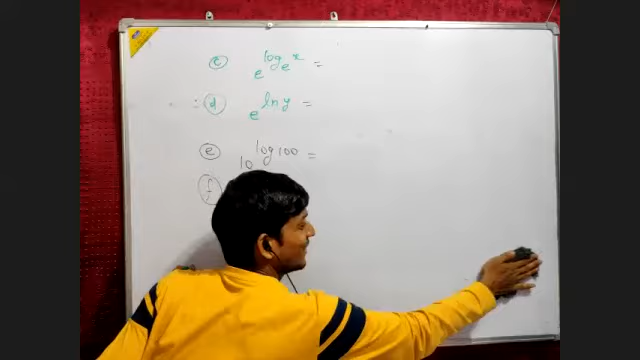 (c) e^{log_e x} =
(d) e^{ln y} =
(e) 10^{log 100} =
(f)